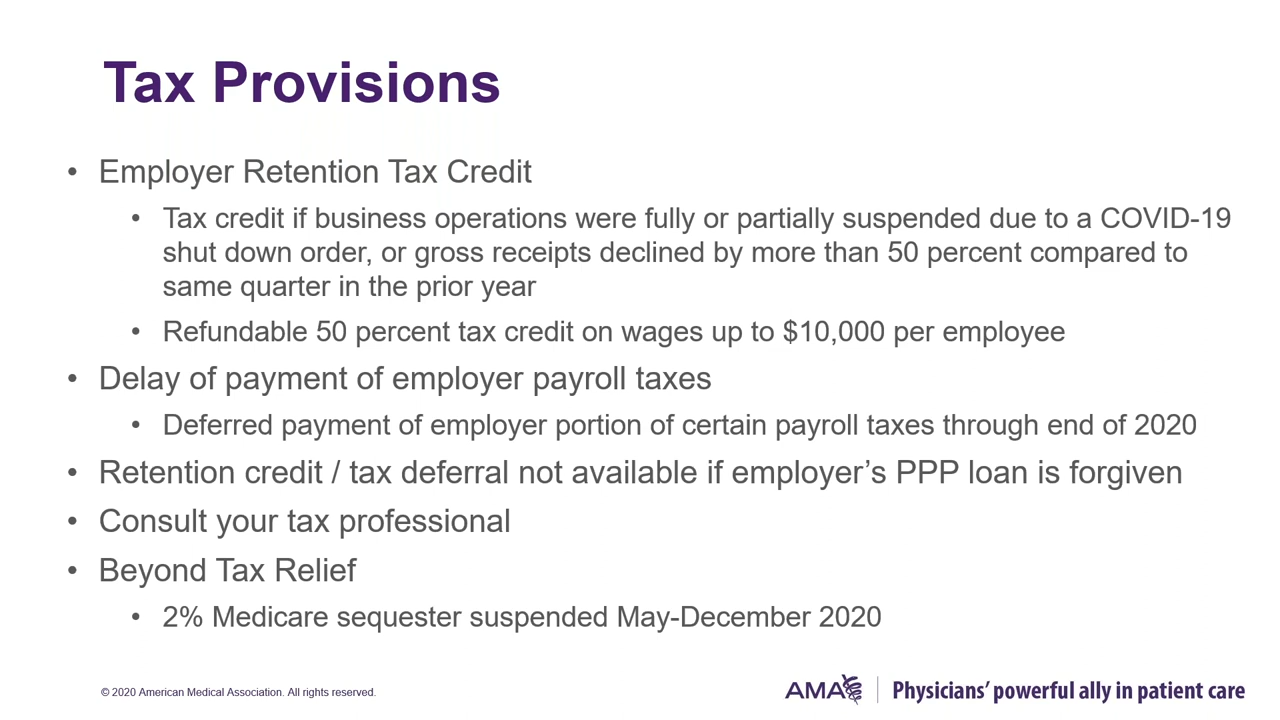 Tax Provisions
• Employer Retention Tax Credit
• Tax credit if business operations were fully or partially suspended due to a COVID-19
shut down order, or gross receipts declined by more than 50 percent compared to
same quarter in the prior year
• Refundable 50 percent tax credit on wages up to $10,000 per employee
• Delay of payment of employer payroll taxes
• Deferred payment of employer portion of certain payroll taxes through end of 2020
• Retention credit / tax deferral not available if employer’s PPP loan is forgiven
• Consult your tax professional
• Beyond Tax Relief
• 2% Medicare sequester suspended May-December 2020
© 2020 American Medical Association. All rights reserved.
AMA
Physicians’ powerful ally in patient care